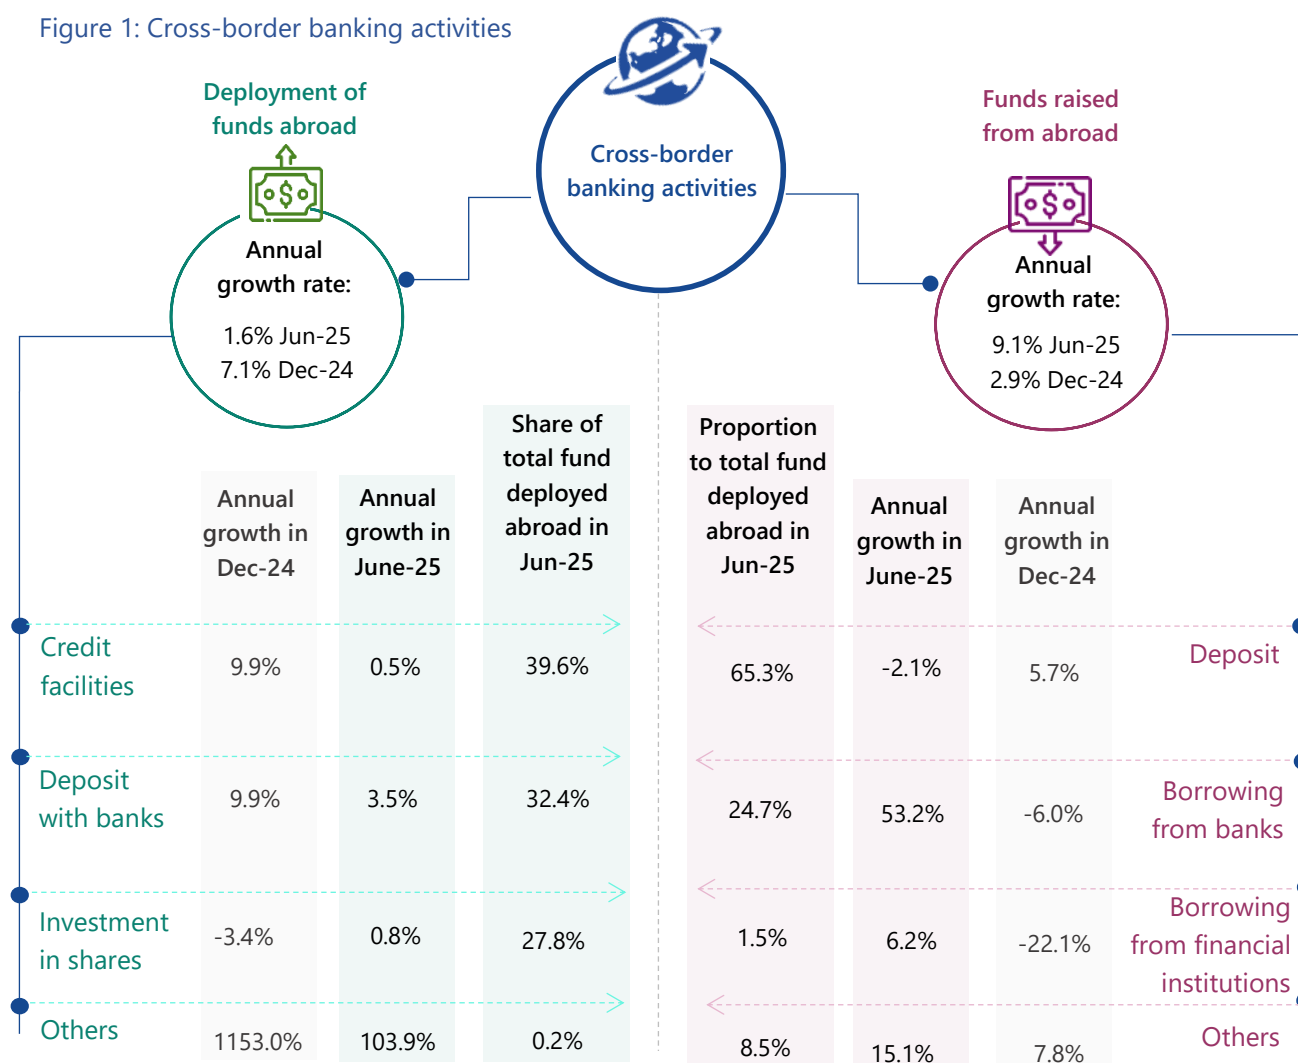 Figure 1: Cross-border banking activities
Cross-border
banking activities
Deployment of
funds abroad
$
Annual
growth rate:
1.6% Jun-25
7.1% Dec-24
Funds raised
from abroad
$
Annual
growth rate:
9.1% Jun-25
2.9% Dec-24
Annual
growth in
Dec-24
Annual
growth in
June-25
Share of
total fund
deployed
abroad in
Jun-25
Proportion
to total fund
deployed
abroad in
Jun-25
Annual
growth in
June-25
Annual
growth in
Dec-24
Credit
facilities
9.9%
0.5%
39.6%
65.3%
-2.1%
5.7%
Deposit
Deposit
with banks
9.9%
3.5%
32.4%
24.7%
53.2%
-6.0%
Borrowing
from banks
Investment
in shares
-3.4%
0.8%
27.8%
1.5%
6.2%
-22.1%
Borrowing
from financial
institutions
Others
1153.0%
103.9%
0.2%
8.5%
15.1%
7.8%
Others